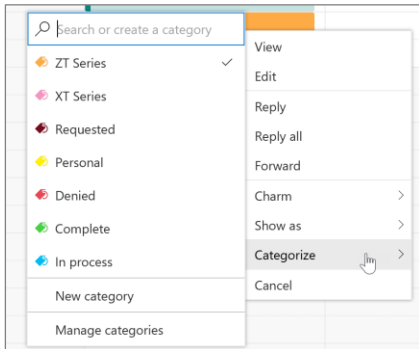 Search or create a category
ZT Series
XT Series
Requested
Personal
Denied
Complete
In process
New category
Manage categories
View
Edit
Reply
Reply all
Forward
Charm
Show as
Categorize
Cancel